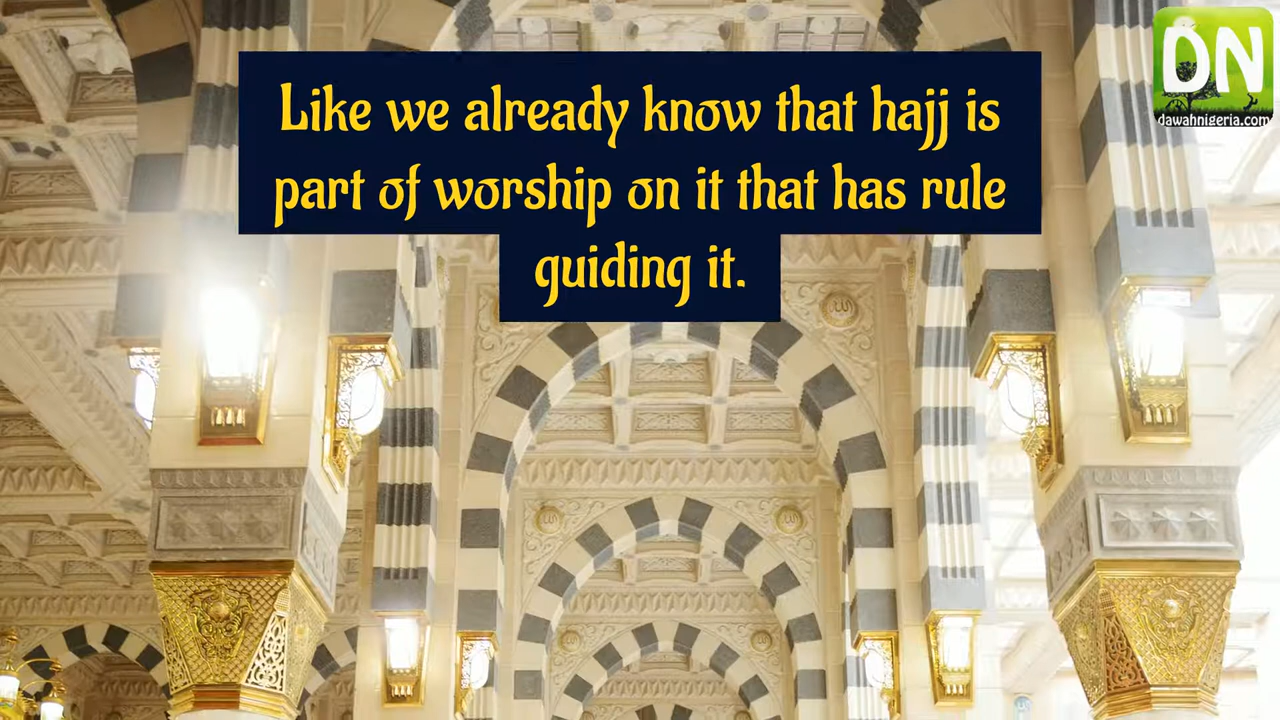 Like we already know that hajj is
part of worship on it that has rule
guiding it.
DN
dawahnigeria.com